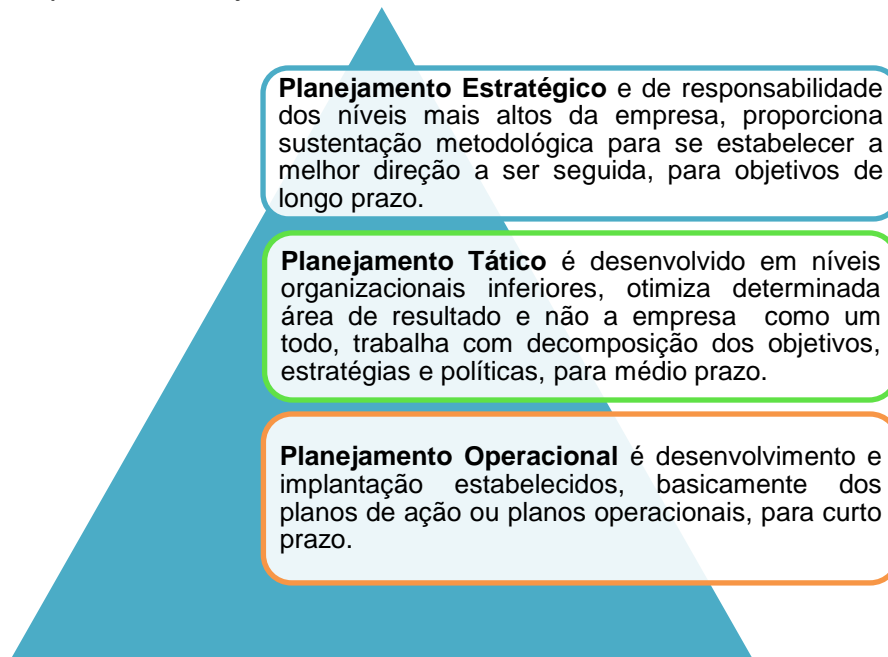 Planejamento Estratégico e de responsabilidade
dos níveis mais altos da empresa, proporciona
sustentação metodológica para se estabelecer a
melhor direção a ser seguida, para objetivos de
longo prazo.
Planejamento Tático é desenvolvido em níveis
organizacionais inferiores, otimiza determinada
área de resultado e não a empresa como um
todo, trabalha com decomposição dos objetivos,
estratégias e políticas, para médio prazo.
Planejamento Operacional é desenvolvimento e
implantação estabelecidos, basicamente dos
planos de ação ou planos operacionais, para curto
prazo.